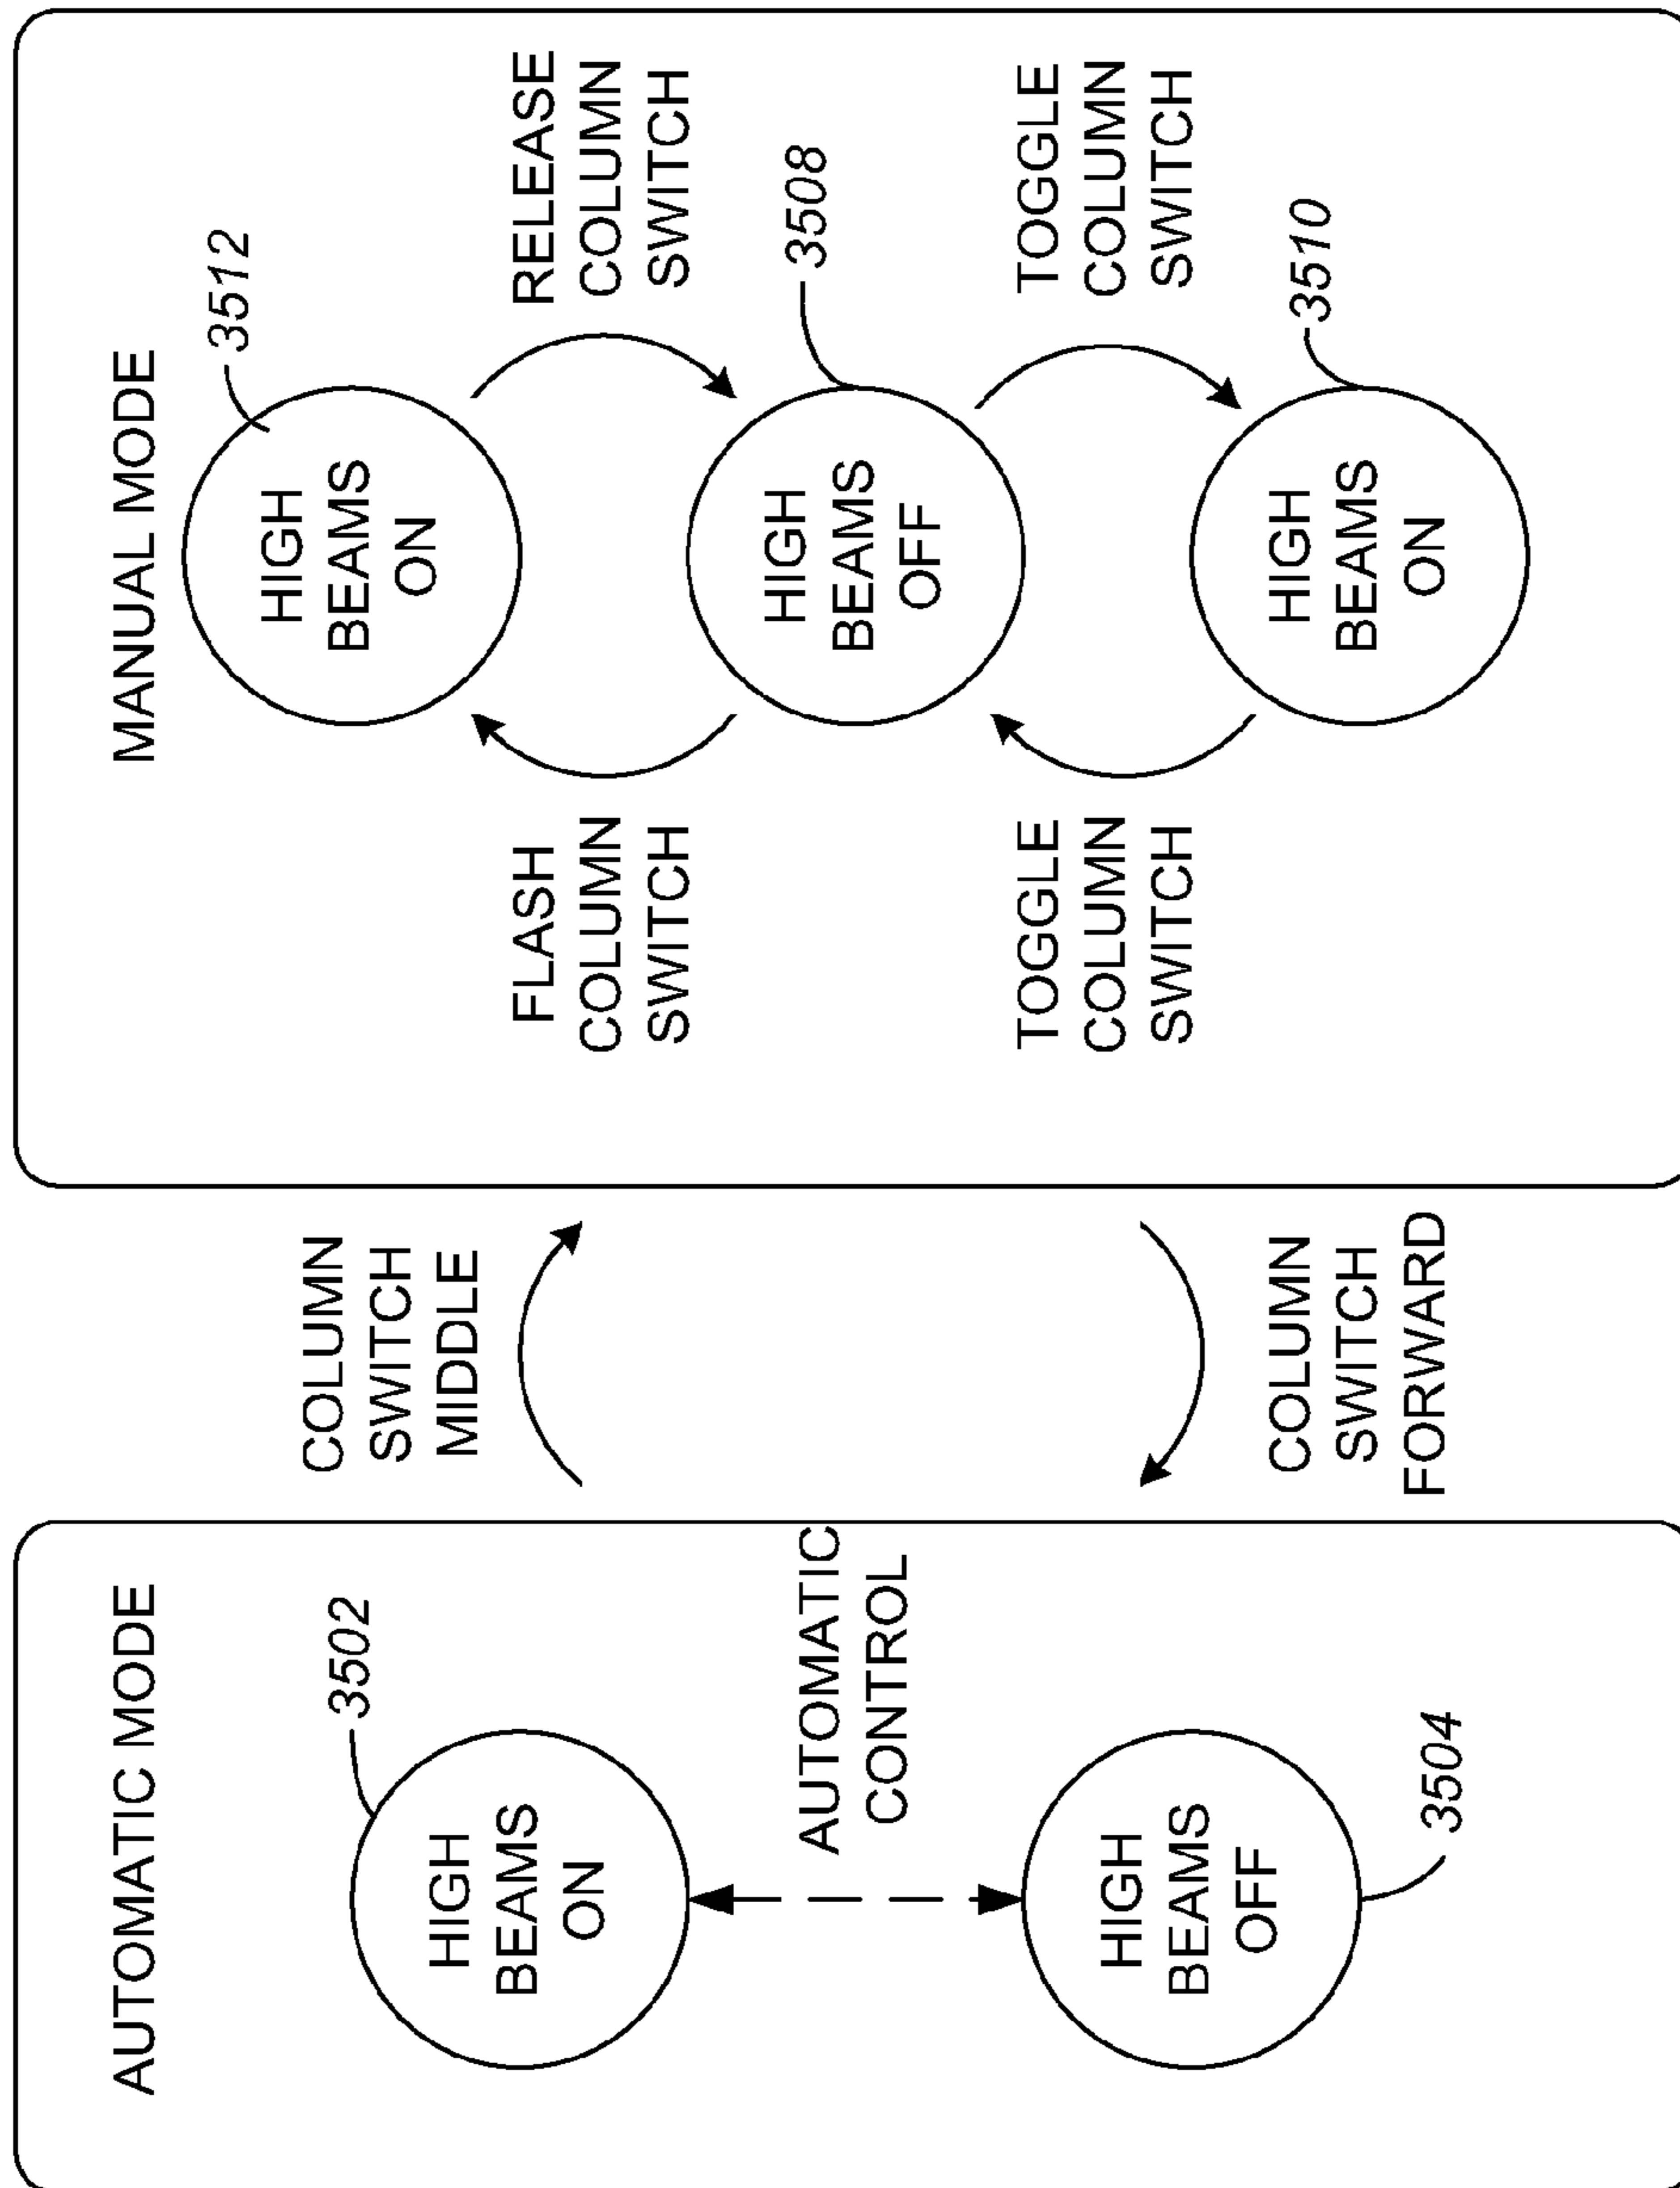 AUTOMATIC MODE
3502
HIGH
BEAMS
ON
AUTOMATIC
CONTROL
HIGH
BEAMS
OFF
3504
COLUMN
SWITCH
MIDDLE
COLUMN
SWITCH
FORWARD
MANUAL MODE
3512
HIGH
BEAMS
ON
FLASH
COLUMN
SWITCH
RELEASE
COLUMN
SWITCH
3508
HIGH
BEAMS
OFF
TOGGLE
COLUMN
SWITCH
TOGGLE
COLUMN
SWITCH
3510
HIGH
BEAMS
ON